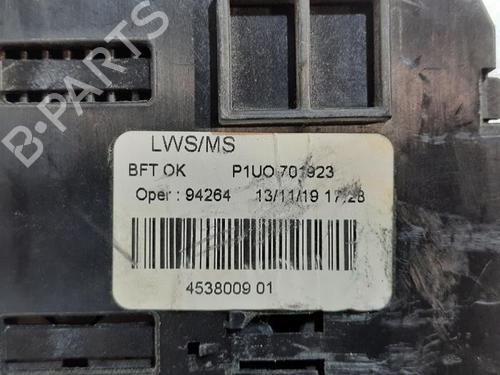 B-PARTS
LWS/MS
BFT OK P1UO 701923
Oper : 94264 13/11/19 17:28
4538009 01